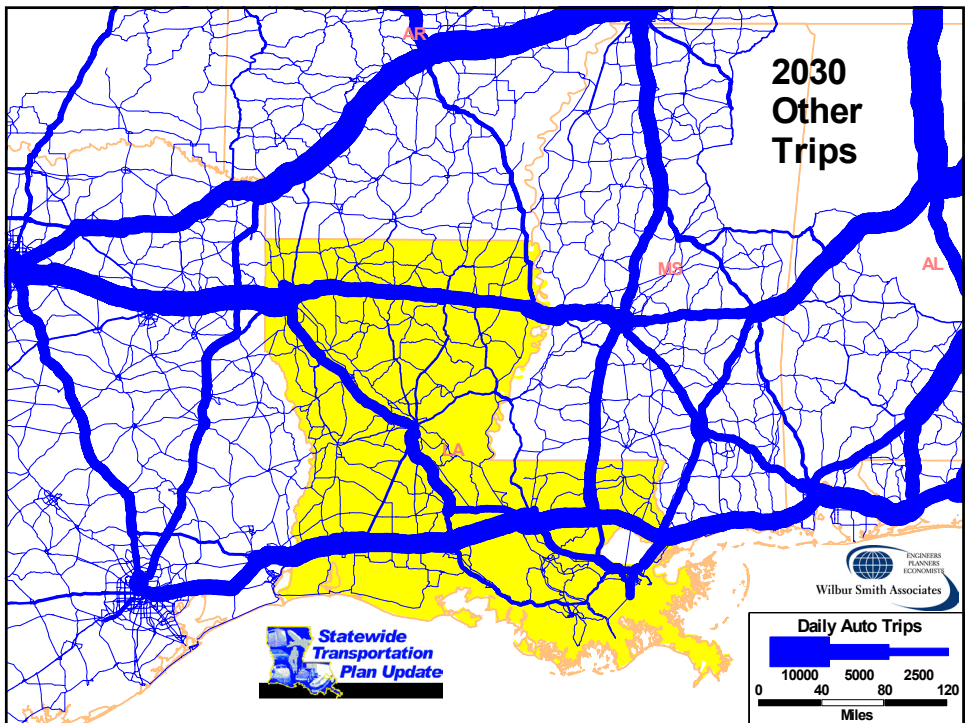 AR
2030
Other
Trips
MS
AL
LA
ENGINEERS
PLANNERS
ECONOMISTS
Wilbur Smith Associates
Statewide
Transportation
Plan Update
Daily Auto Trips
10000 5000 2500
0 40 80 120
Miles